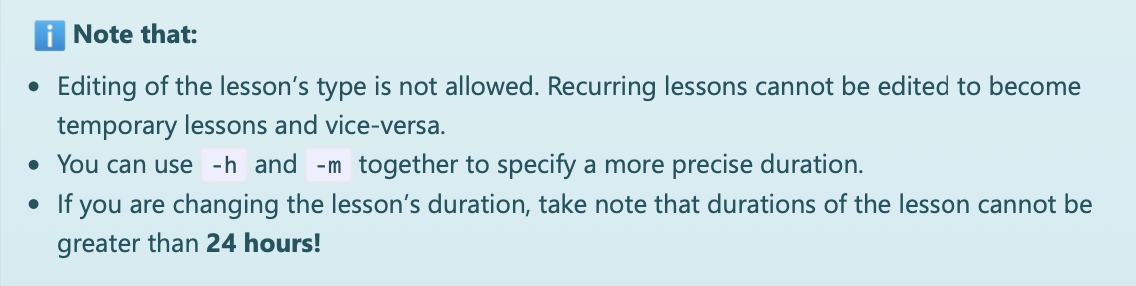 ℹ️ Note that:
• Editing of the lesson’s type is not allowed. Recurring lessons cannot be edited to become
temporary lessons and vice-versa.
• You can use -h and -m together to specify a more precise duration.
• If you are changing the lesson’s duration, take note that durations of the lesson cannot be
greater than 24 hours!